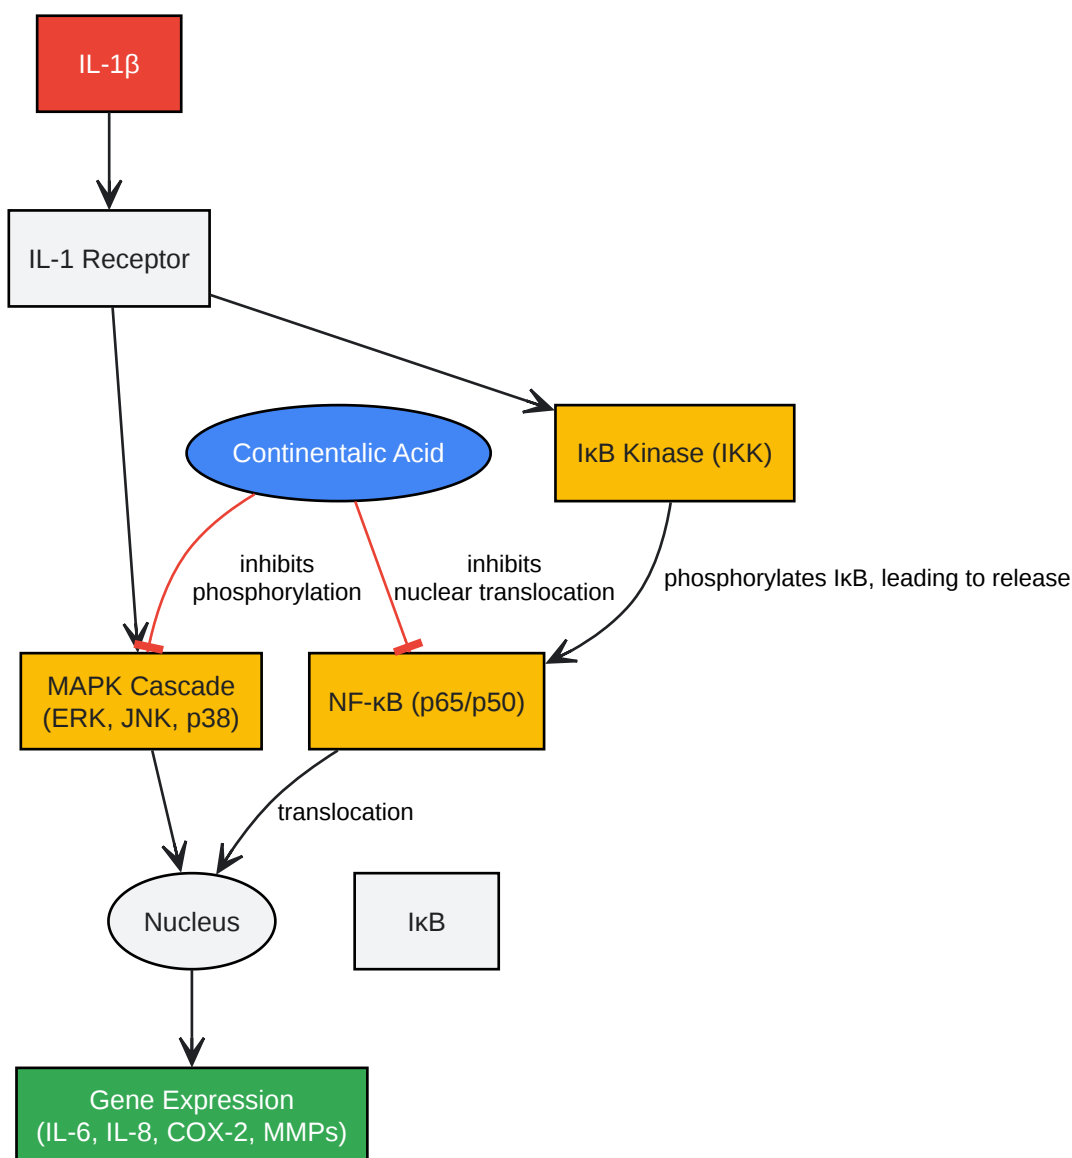 IL-1β
IL-1 Receptor
Continentalic Acid
IκB Kinase (IKK)
inhibits
phosphorylation
inhibits
nuclear translocation
phosphorylates IκB, leading to release
MAPK Cascade
(ERK, JNK, p38)
NF-κB (p65/p50)
translocation
Nucleus
IκB
Gene Expression
(IL-6, IL-8, COX-2, MMPs)